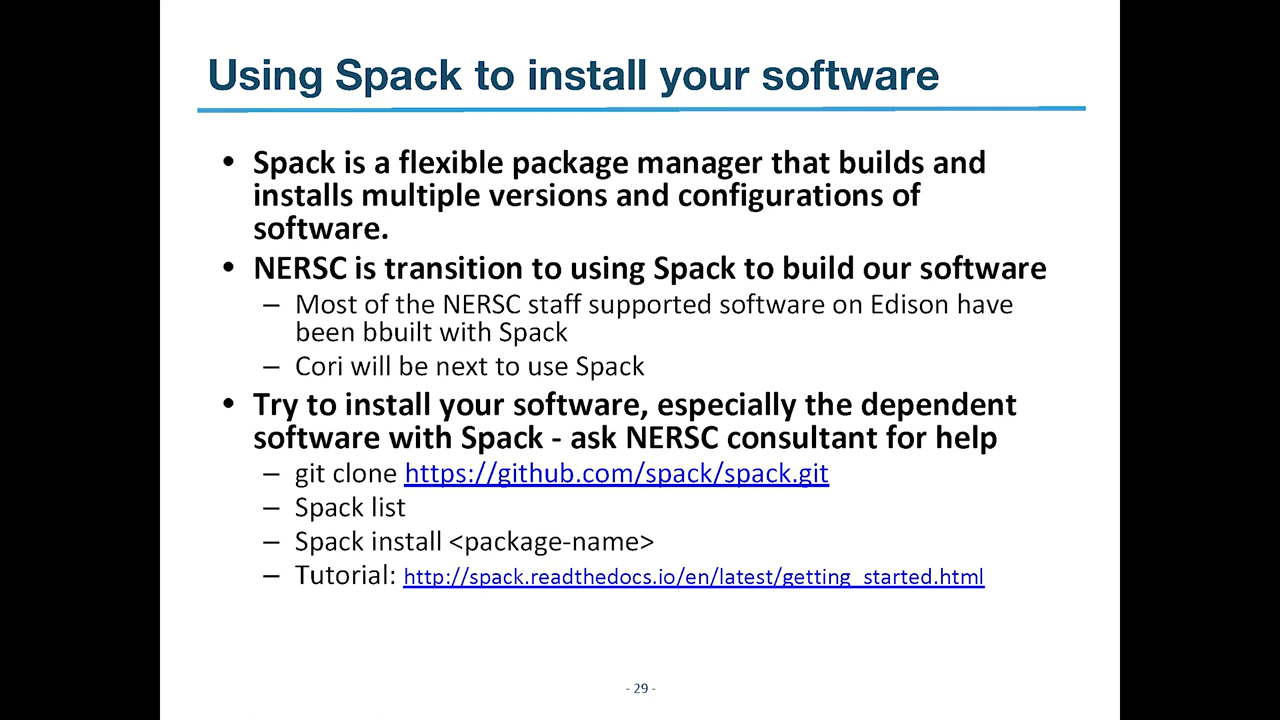 Using Spack to install your software
• Spack is a flexible package manager that builds and
installs multiple versions and configurations of
software.
• NERSC is transition to using Spack to build our software
– Most of the NERSC staff supported software on Edison have
been bbuilt with Spack
– Cori will be next to use Spack
• Try to install your software, especially the dependent
software with Spack - ask NERSC consultant for help
– git clone https://github.com/spack/spack.git
– Spack list
– Spack install <package-name>
– Tutorial: http://spack.readthedocs.io/en/latest/getting_started.html
- 29 -